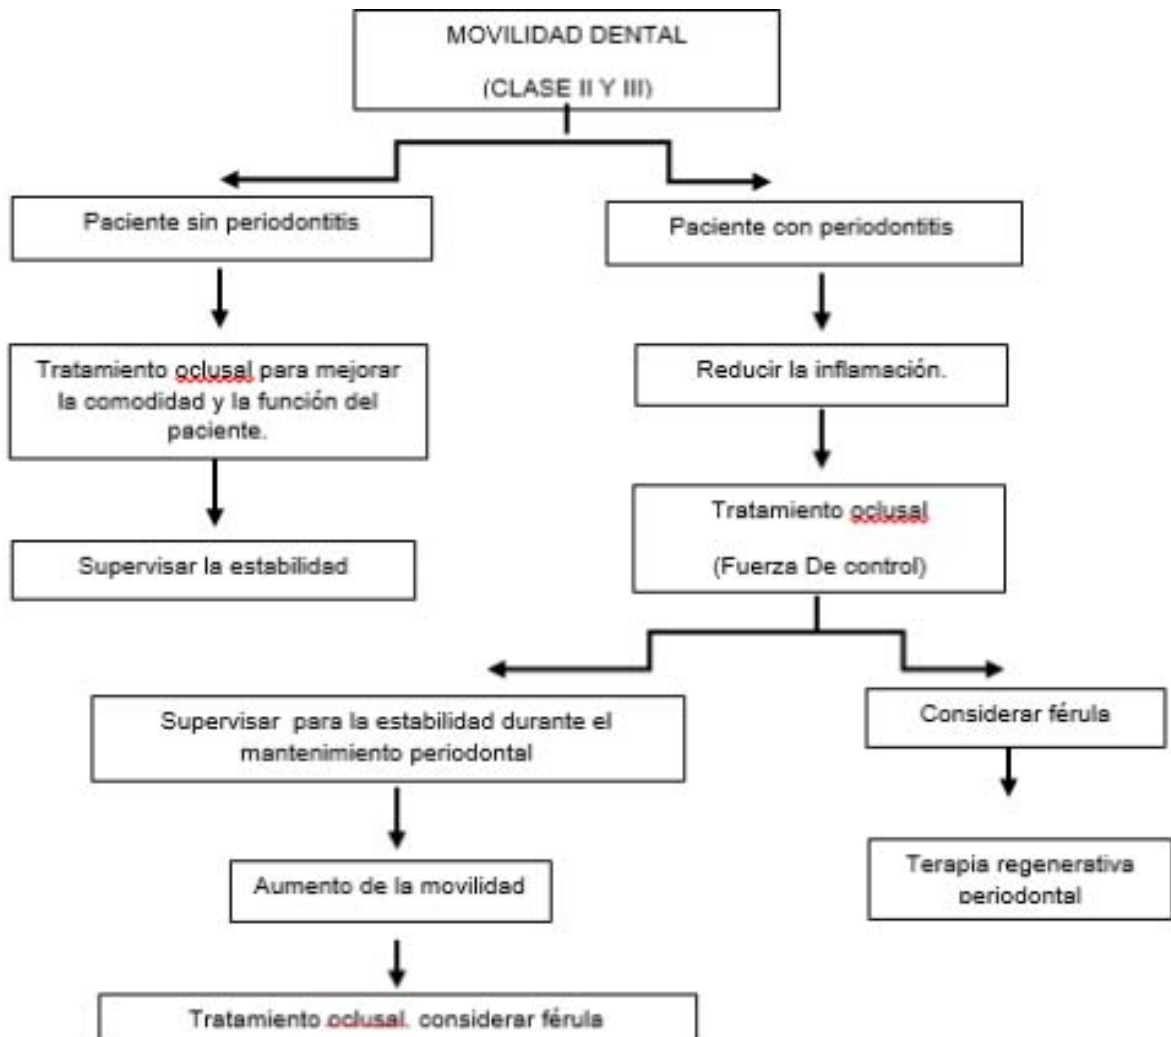 MOVILIDAD DENTAL
(CLASE II Y III)
Paciente sin periodontitis
Paciente con periodontitis
Tratamiento oclusal para mejorar
la comodidad y la función del
paciente.
Reducir la inflamación.
Supervisar la estabilidad
Tratamiento oclusal
(Fuerza De control)
Supervisar para la estabilidad durante el
mantenimiento periodontal
Considerar férula
Aumento de la movilidad
Terapia regenerativa
periodontal
Tratamiento oclusal. considerar férula